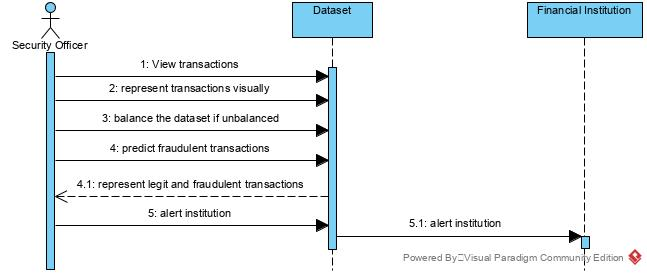 Dataset
Financial Institution
Security Officer
1: View transactions
2: represent transactions visually
3: balance the dataset if unbalanced
4: predict fraudulent transactions
4.1: represent legit and fraudulent transactions
5: alert institution
5.1: alert institution
Powered By Visual Paradigm Community Edition